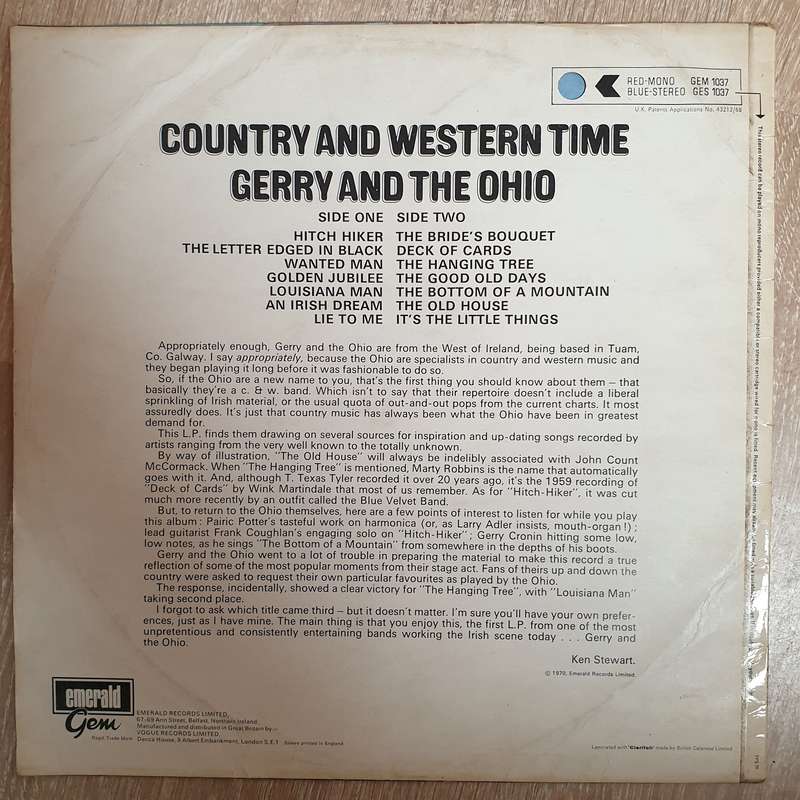 RED-MONO GEM 1037
BLUE-STEREO GES 1037
U.K. Patents Applications No. 43212/68
COUNTRY AND WESTERN TIME
GERRY AND THE OHIO
SIDE ONE SIDE TWO
HITCH HIKER THE BRIDE'S BOUQUET
THE LETTER EDGED IN BLACK DECK OF CARDS
WANTED MAN THE HANGING TREE
GOLDEN JUBILEE THE GOOD OLD DAYS
LOUISIANA MAN THE BOTTOM OF A MOUNTAIN
AN IRISH DREAM THE OLD HOUSE
LIE TO ME IT'S THE LITTLE THINGS
Appropriately enough, Gerry and the Ohio are from the West of Ireland, being based in Tuam,
Co. Galway. I say appropriately, because the Ohio are specialists in country and western music and
they began playing it long before it was fashionable to do so.
So, if the Ohio are a new name to you, that's the first thing you should know about them – that
basically they're a c. & w. band. Which isn't to say that their repertoire doesn't include a liberal
sprinkling of Irish material, or the usual quota of out-and-out pops from the current charts. It most
assuredly does. It's just that country music has always been what the Ohio have been in greatest
demand for.
This L.P. finds them drawing on several sources for inspiration and up-dating songs recorded by
artists ranging from the very well known to the totally unknown.
By way of illustration, "The Old House" will always be indelibly associated with John Count
McCormack. When "The Hanging Tree" is mentioned, Marty Robbins is the name that automatically
goes with it. And, although T. Texas Tyler recorded it over 20 years ago, it's the 1959 recording of
"Deck of Cards" by Wink Martindale that most of us remember. As for "Hitch-Hiker", it was cut
much more recently by an outfit called the Blue Velvet Band.
But, to return to the Ohio themselves, here are a few points of interest to listen for while you play
this album : Pairic Potter's tasteful work on harmonica (or, as Larry Adler insists, mouth-organ !) ;
lead guitarist Frank Coughlan's engaging solo on "Hitch-Hiker" ; Gerry Cronin hitting some low,
low notes, as he sings "The Bottom of a Mountain" from somewhere in the depths of his boots.
Gerry and the Ohio went to a lot of trouble in preparing the material to make this record a true
reflection of some of the most popular moments from their stage act. Fans of theirs up and down the
country were asked to request their own particular favourites as played by the Ohio.
The response, incidentally, showed a clear victory for "The Hanging Tree", with "Louisiana Man"
taking second place.
I forgot to ask which title came third – but it doesn't matter. I'm sure you'll have your own prefer-
ences, just as I have mine. The main thing is that you enjoy this, the first L.P. from one of the most
unpretentious and consistently entertaining bands working the Irish scene today . . . Gerry and
the Ohio.
Ken Stewart.
© 1970, Emerald Records Limited.
emerald
Gem
Regd. Trade Mark
EMERALD RECORDS LIMITED,
67-69 Ann Street, Belfast, Northern Ireland.
Manufactured and distributed in Great Britain by:-
VOGUE RECORDS LIMITED,
Decca House, 9 Albert Embankment, London S.E.1 Sleeve printed in England
Laminated with 'Clarifoil' made by British Celanese Limited
This stereo record can be played on mono reproducers provided either a compatible or stereo cartridge